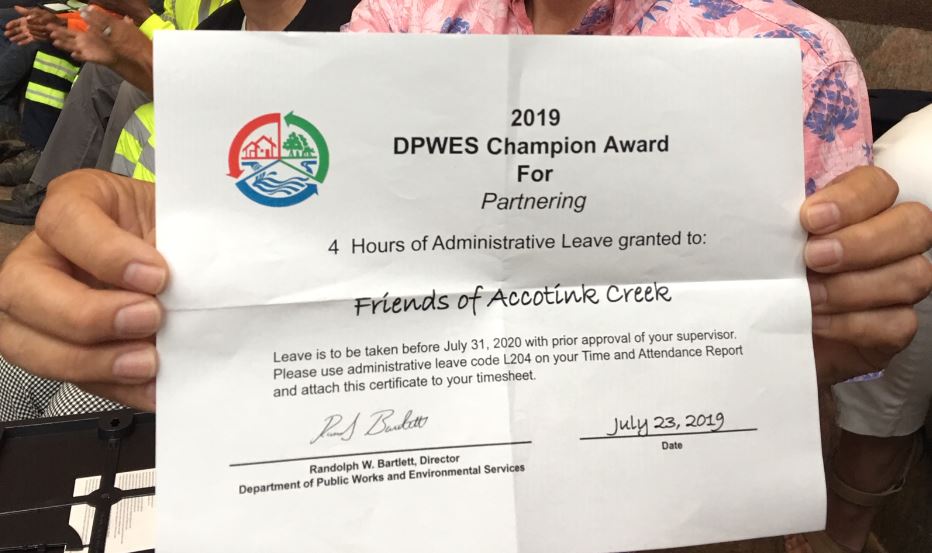 2019
DPWES Champion Award
For
Partnering
4 Hours of Administrative Leave granted to:
Friends of Accotink Creek
Leave is to be taken before July 31, 2020 with prior approval of your supervisor.
Please use administrative leave code L204 on your Time and Attendance Report
and attach this certificate to your timesheet.
July 23, 2019
Randolph W. Bartlett, Director
Department of Public Works and Environmental Services
Date